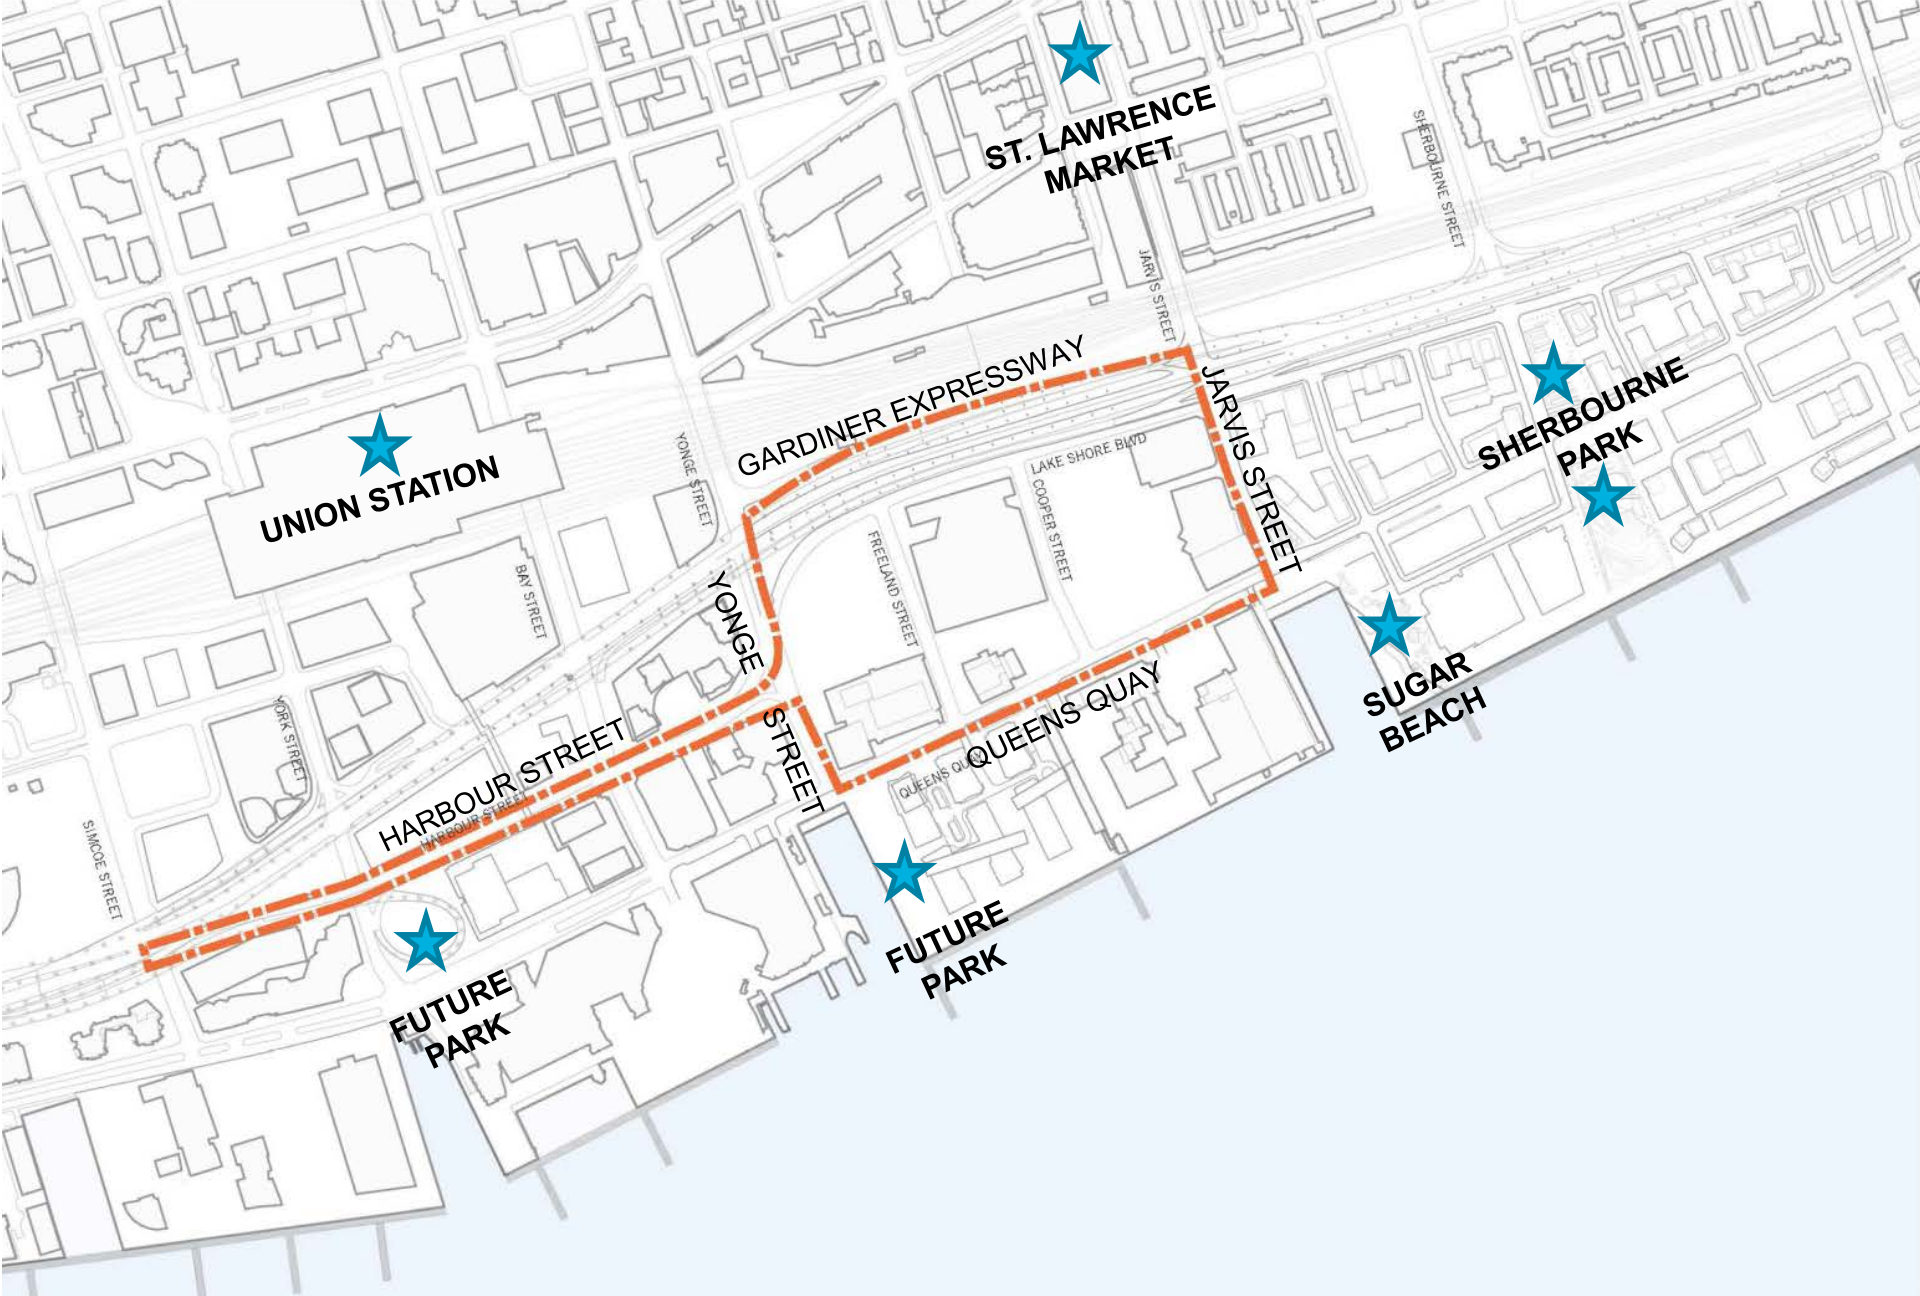 ST. LAWRENCE
MARKET
SHERBOURNE STREET
JARVIS STREET
GARDINER EXPRESSWAY
JARVIS STREET
SHERBOURNE
PARK
UNION STATION
YONGE STREET
LAKE SHORE BLVD
COOPER STREET
FREELAND STREET
BAY STREET
YONGE
STREET
SUGAR
BEACH
YORK STREET
HARBOUR STREET
HARBOUR STREET
QUEENS QUAY
QUEENS QUAY
SIMCOE STREET
FUTURE
PARK
FUTURE
PARK